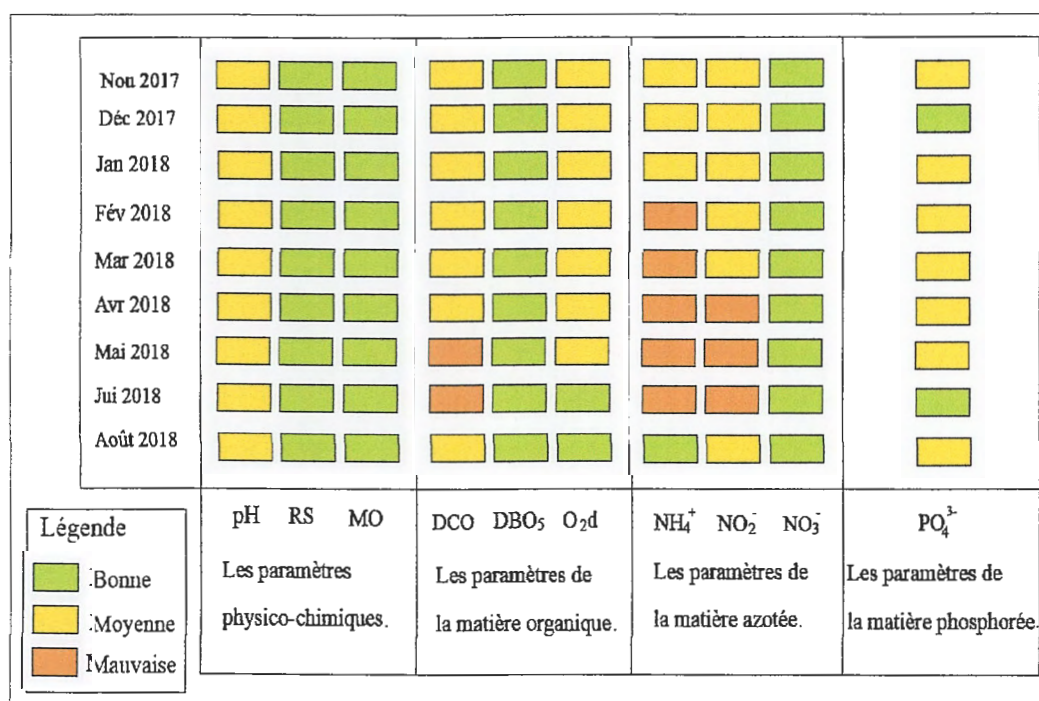 Nou 2017
Déc 2017
Jan 2018
Fév 2018
Mar 2018
Avr 2018
Mai 2018
Jui 2018
Août 2018
pH RS MO
Les paramètres
physico-chimiques.
DCO DBO₅ O₂d
Les paramètres de
la matière organique.
NH₄⁺ NO₂⁻ NO₃⁻
Les paramètres de
la matière azotée.
PO₄³⁻
Les paramètres de
la matière phosphorée.
Légende
Bonne
Moyenne
Mauvaise